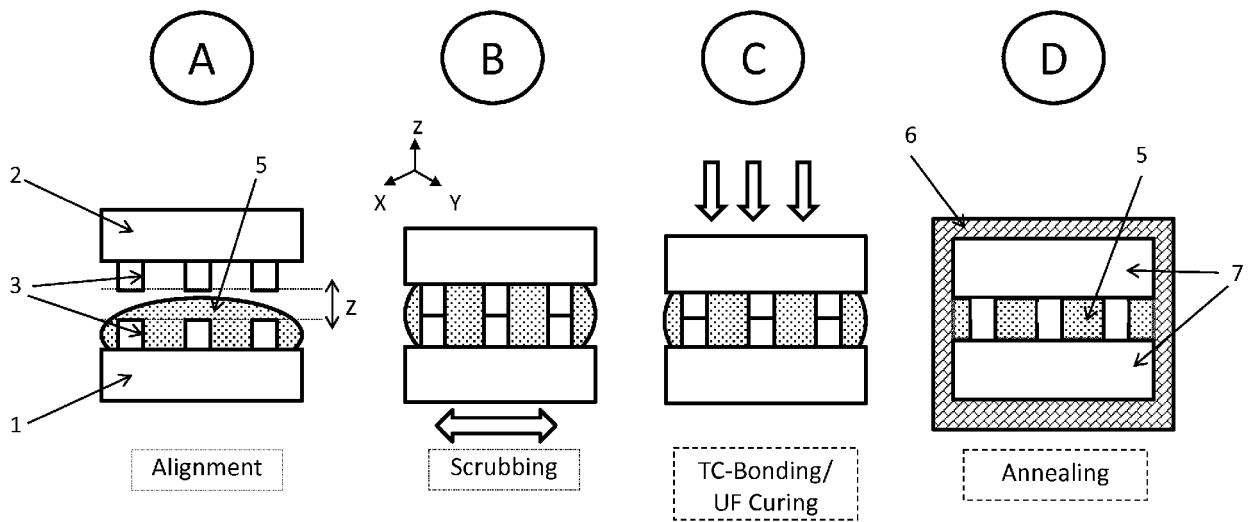 A
B
C
D
2
5
3
Z
1
Z
X
Y
6
5
7
Alignment
Scrubbing
TC-Bonding/
UF Curing
Annealing